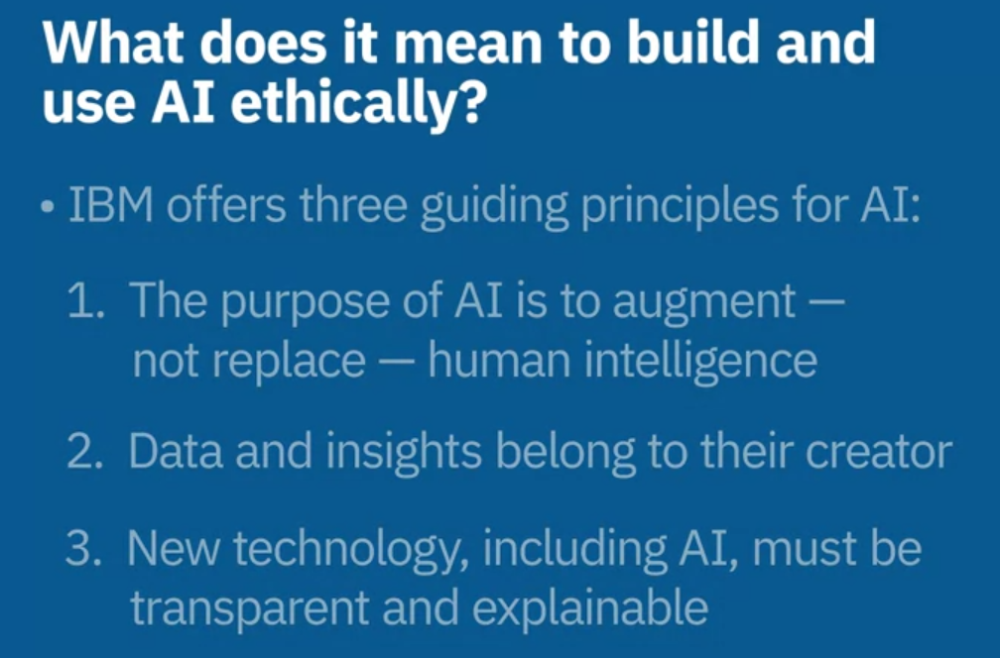 What does it mean to build and
use AI ethically?
• IBM offers three guiding principles for AI:
1. The purpose of AI is to augment —
not replace — human intelligence
2. Data and insights belong to their creator
3. New technology, including AI, must be
transparent and explainable